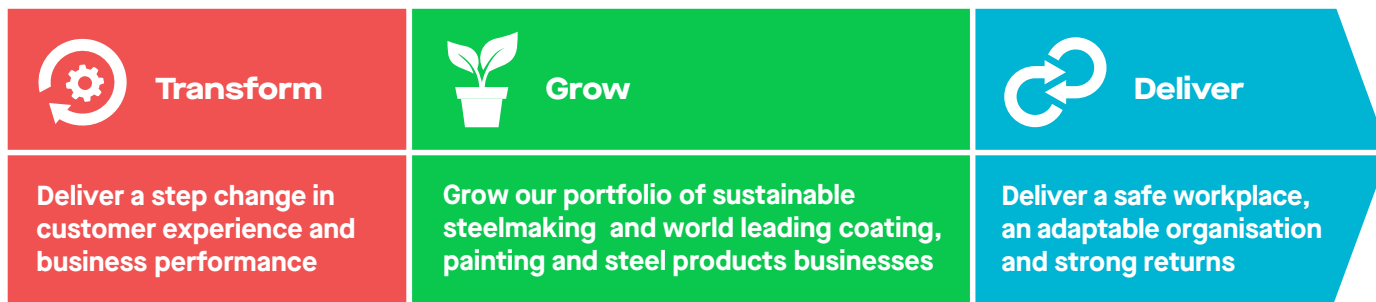 Transform
Deliver a step change in
customer experience and
business performance
Grow
Grow our portfolio of sustainable
steelmaking and world leading coating,
painting and steel products businesses
Deliver
Deliver a safe workplace,
an adaptable organisation
and strong returns